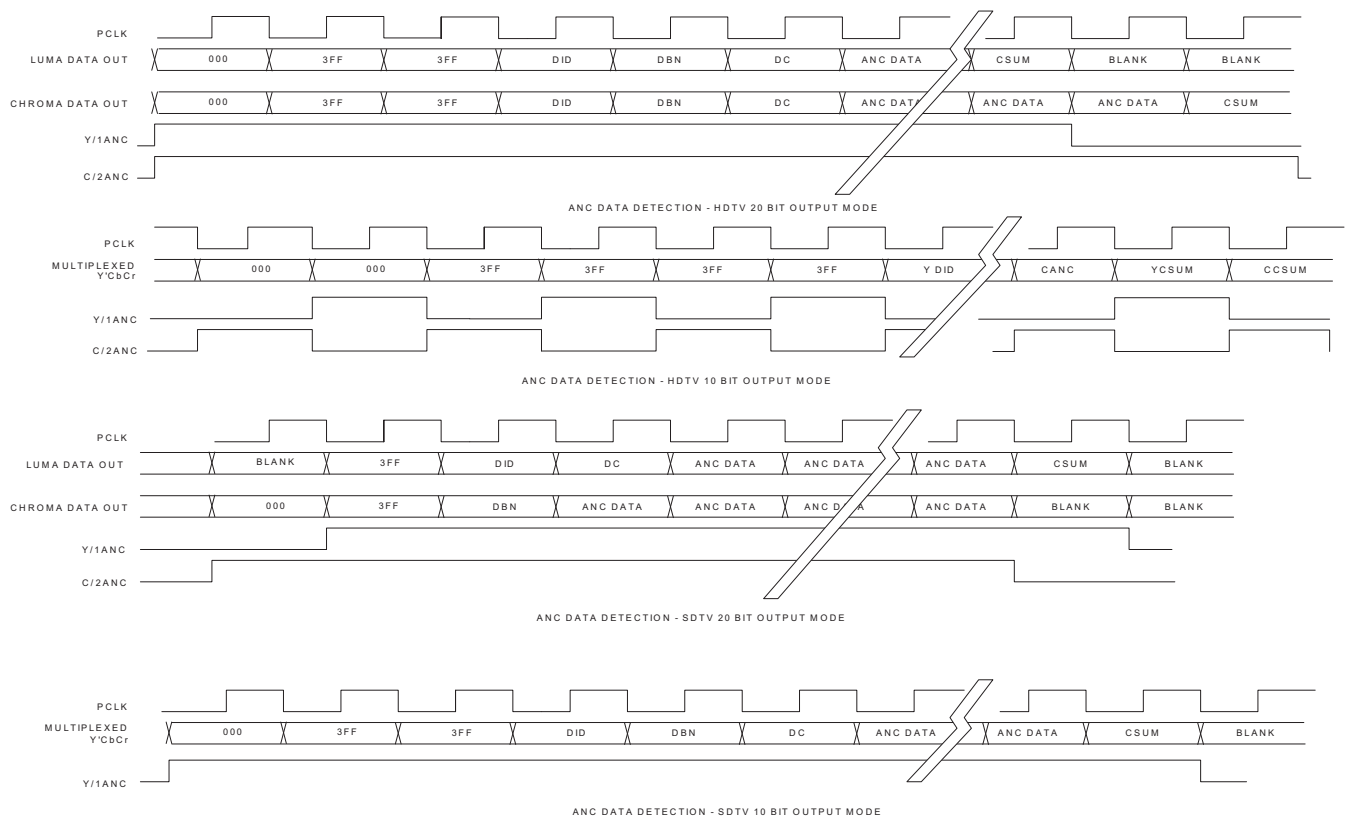 PCLK
LUMA DATA OUT 000 3FF 3FF DID DBN DC ANC DATA CSUM BLANK BLANK
CHROMA DATA OUT 000 3FF 3FF DID DBN DC ANC DATA ANC DATA ANC DATA CSUM
Y/1ANC
C/2ANC
ANC DATA DETECTION - HDTV 20 BIT OUTPUT MODE
PCLK
MULTIPLEXED
Y'CbCr
000 000 3FF 3FF 3FF 3FF Y DID CANC YCSUM CCSUM
Y/1ANC
C/2ANC
ANC DATA DETECTION - HDTV 10 BIT OUTPUT MODE
PCLK
LUMA DATA OUT BLANK 3FF DID DC ANC DATA ANC DATA ANC DATA CSUM BLANK
CHROMA DATA OUT 000 3FF DBN ANC DATA ANC DATA ANC DATA ANC DATA BLANK BLANK
Y/1ANC
C/2ANC
ANC DATA DETECTION - SDTV 20 BIT OUTPUT MODE
PCLK
MULTIPLEXED
Y'CbCr
000 3FF 3FF DID DBN DC ANC DATA ANC DATA CSUM BLANK
Y/1ANC
ANC DATA DETECTION - SDTV 10 BIT OUTPUT MODE